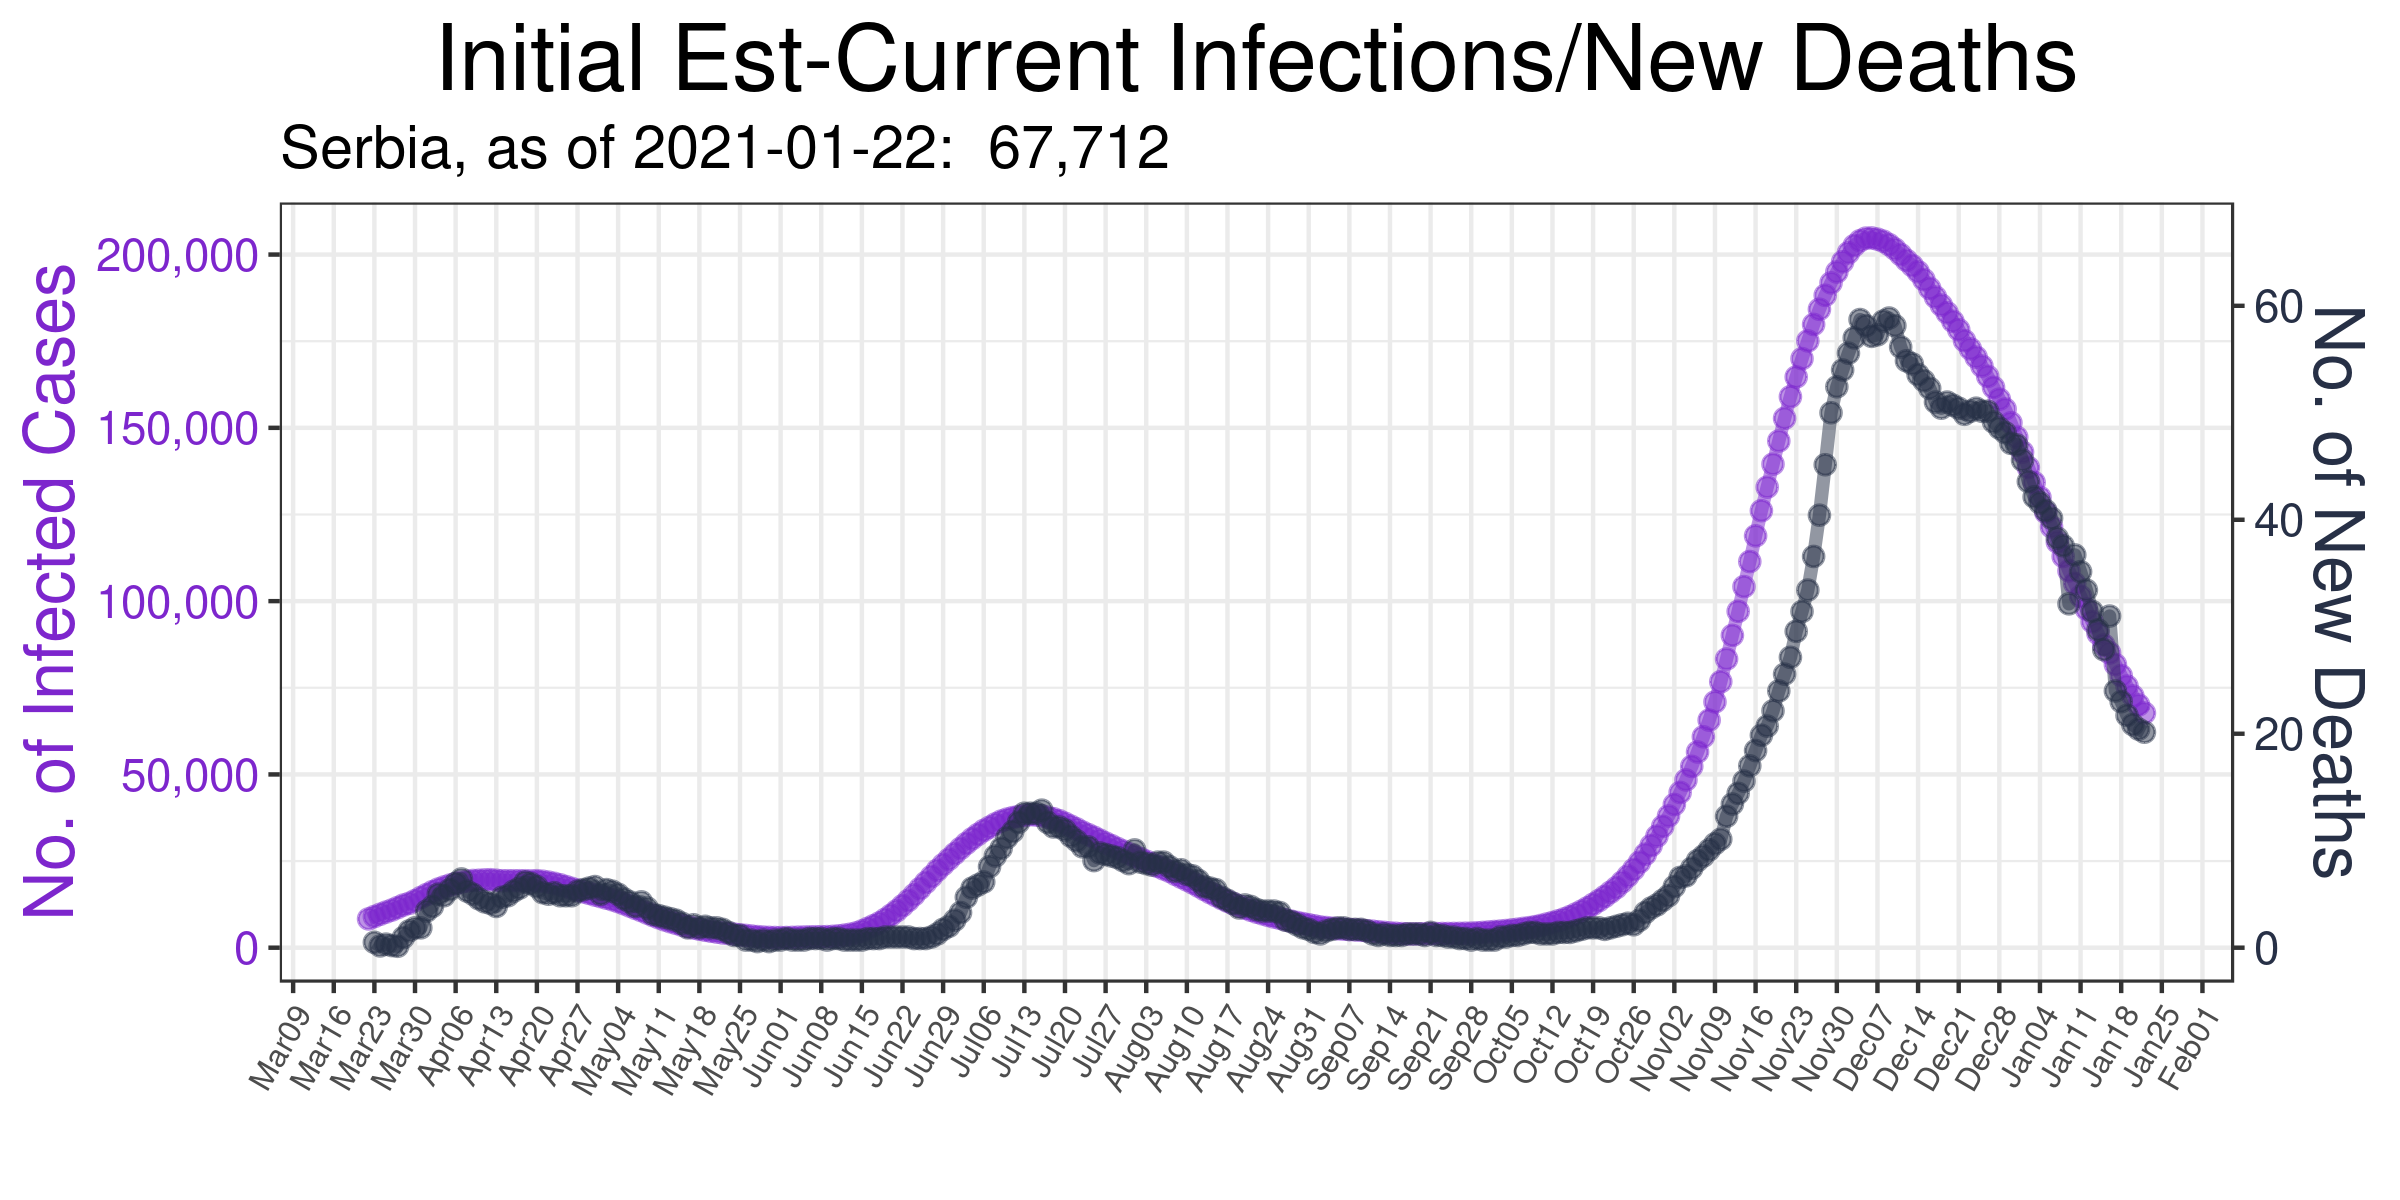 Initial Est-Current Infections/New Deaths
Serbia, as of 2021-01-22:  67,712
No. of Infected Cases
200,000
150,000
100,000
50,000
0
60
40
20
0
No. of New Deaths
Mar09
Mar16
Mar23
Mar30
Apr06
Apr13
Apr20
Apr27
May04
May11
May18
May25
Jun01
Jun08
Jun15
Jun22
Jun29
Jul06
Jul13
Jul20
Jul27
Aug03
Aug10
Aug17
Aug24
Aug31
Sep07
Sep14
Sep21
Sep28
Oct05
Oct12
Oct19
Oct26
Nov02
Nov09
Nov16
Nov23
Nov30
Dec07
Dec14
Dec21
Dec28
Jan04
Jan11
Jan18
Jan25
Feb01